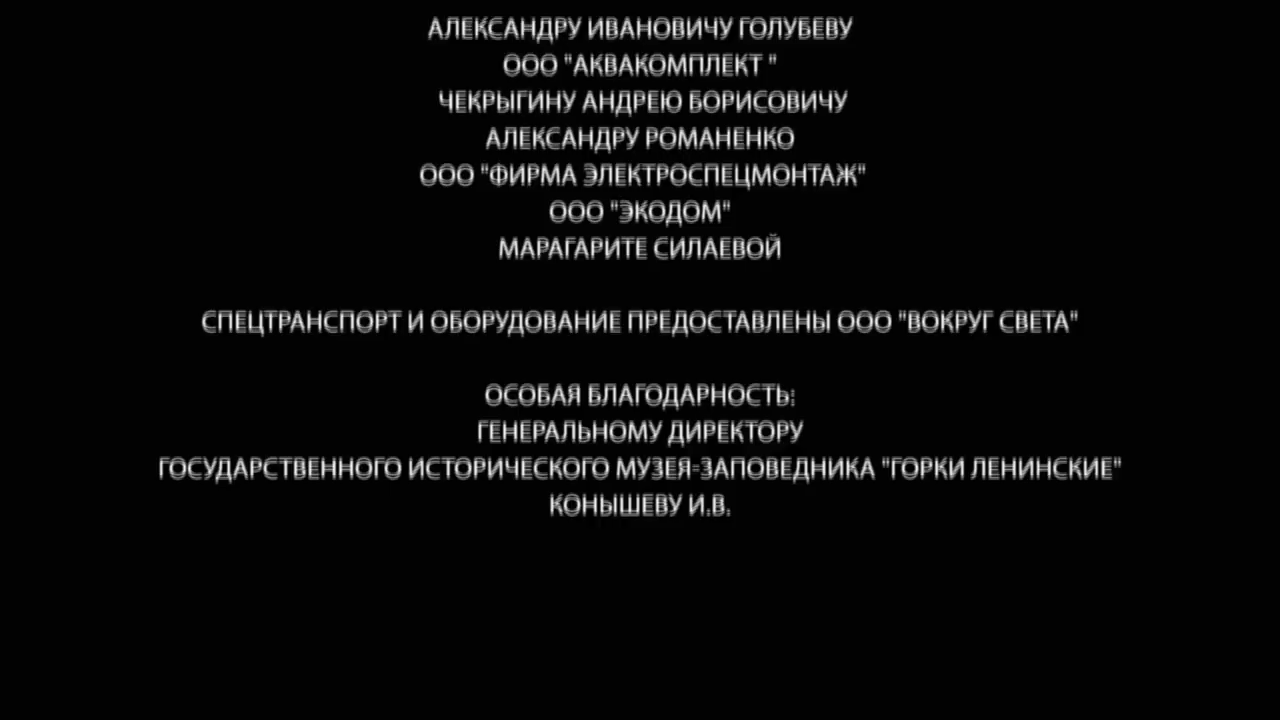 АЛЕКСАНДРУ ИВАНОВИЧУ ГОЛУБЕВУ
ООО "АКВАКОМПЛЕКТ "
ЧЕКРЫГИНУ АНДРЕЮ БОРИСОВИЧУ
АЛЕКСАНДРУ РОМАНЕНКО
ООО "ФИРМА ЭЛЕКТРОСПЕЦМОНТАЖ"
ООО "ЭКОДОМ"
МАРАГАРИТЕ СИЛАЕВОЙ
СПЕЦТРАНСПОРТ И ОБОРУДОВАНИЕ ПРЕДОСТАВЛЕНЫ ООО "ВОКРУГ СВЕТА"
ОСОБАЯ БЛАГОДАРНОСТЬ:
ГЕНЕРАЛЬНОМУ ДИРЕКТОРУ
ГОСУДАРСТВЕННОГО ИСТОРИЧЕСКОГО МУЗЕЯ-ЗАПОВЕДНИКА "ГОРКИ ЛЕНИНСКИЕ"
КОНЫШЕВУ И.В.